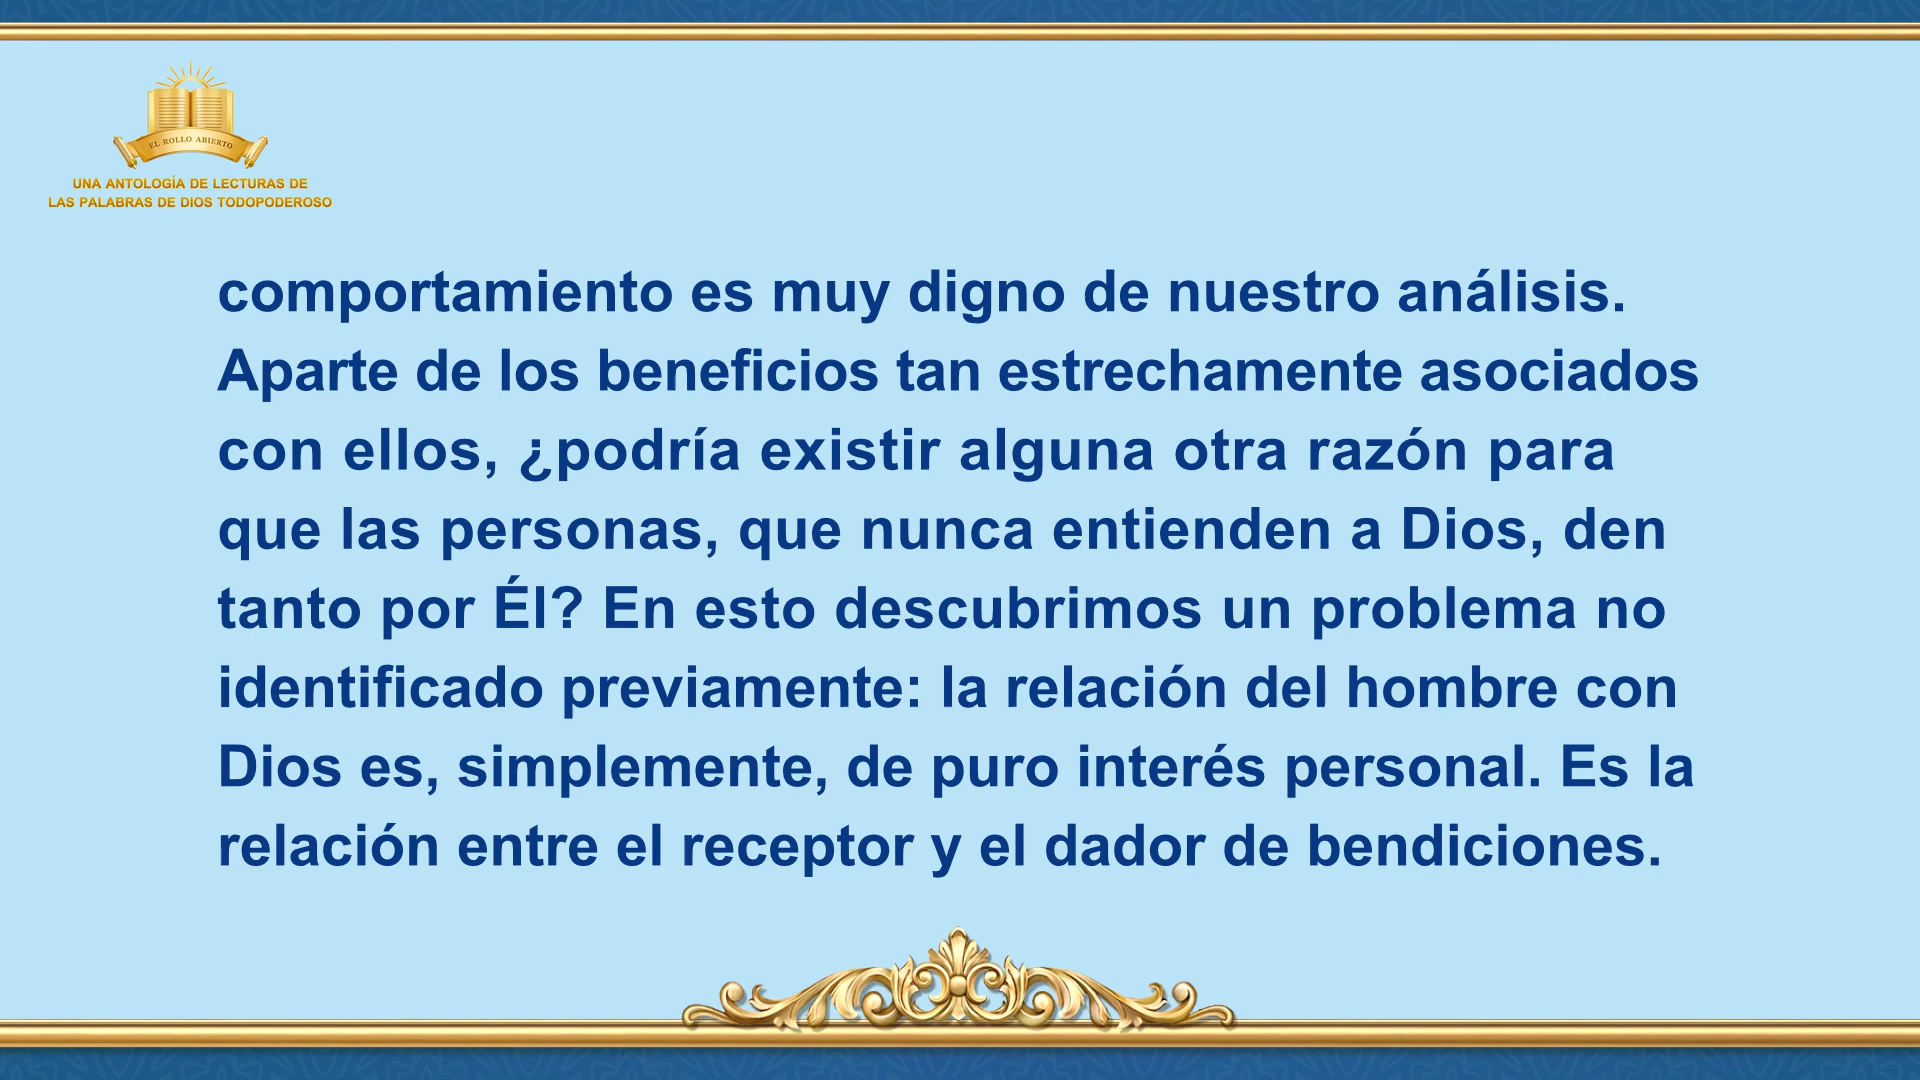 EL ROLLO ABIERTO
UNA ANTOLOGÍA DE LECTURAS DE
LAS PALABRAS DE DIOS TODOPODEROSO
comportamiento es muy digno de nuestro análisis.
Aparte de los beneficios tan estrechamente asociados
con ellos, ¿podría existir alguna otra razón para
que las personas, que nunca entienden a Dios, den
tanto por Él? En esto descubrimos un problema no
identificado previamente: la relación del hombre con
Dios es, simplemente, de puro interés personal. Es la
relación entre el receptor y el dador de bendiciones.